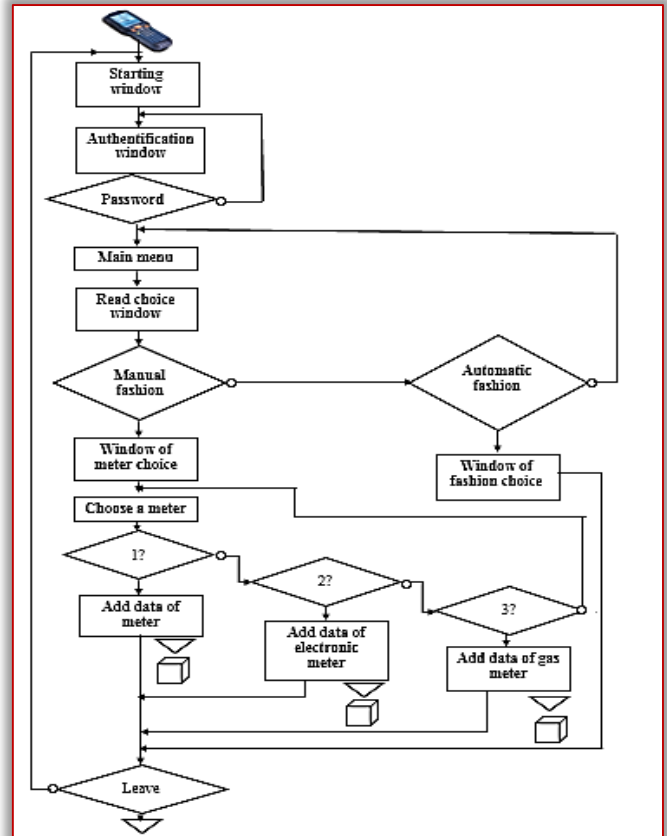 Starting
window
Authentification
window
Password
Main menu
Read choice
window
Manual
fashion
Automatic
fashion
Window of
meter choice
Window of
fashion choice
Choose a meter
1?
2?
3?
Add data of
meter
Add data of
electronic
meter
Add data of gas
meter
Leave